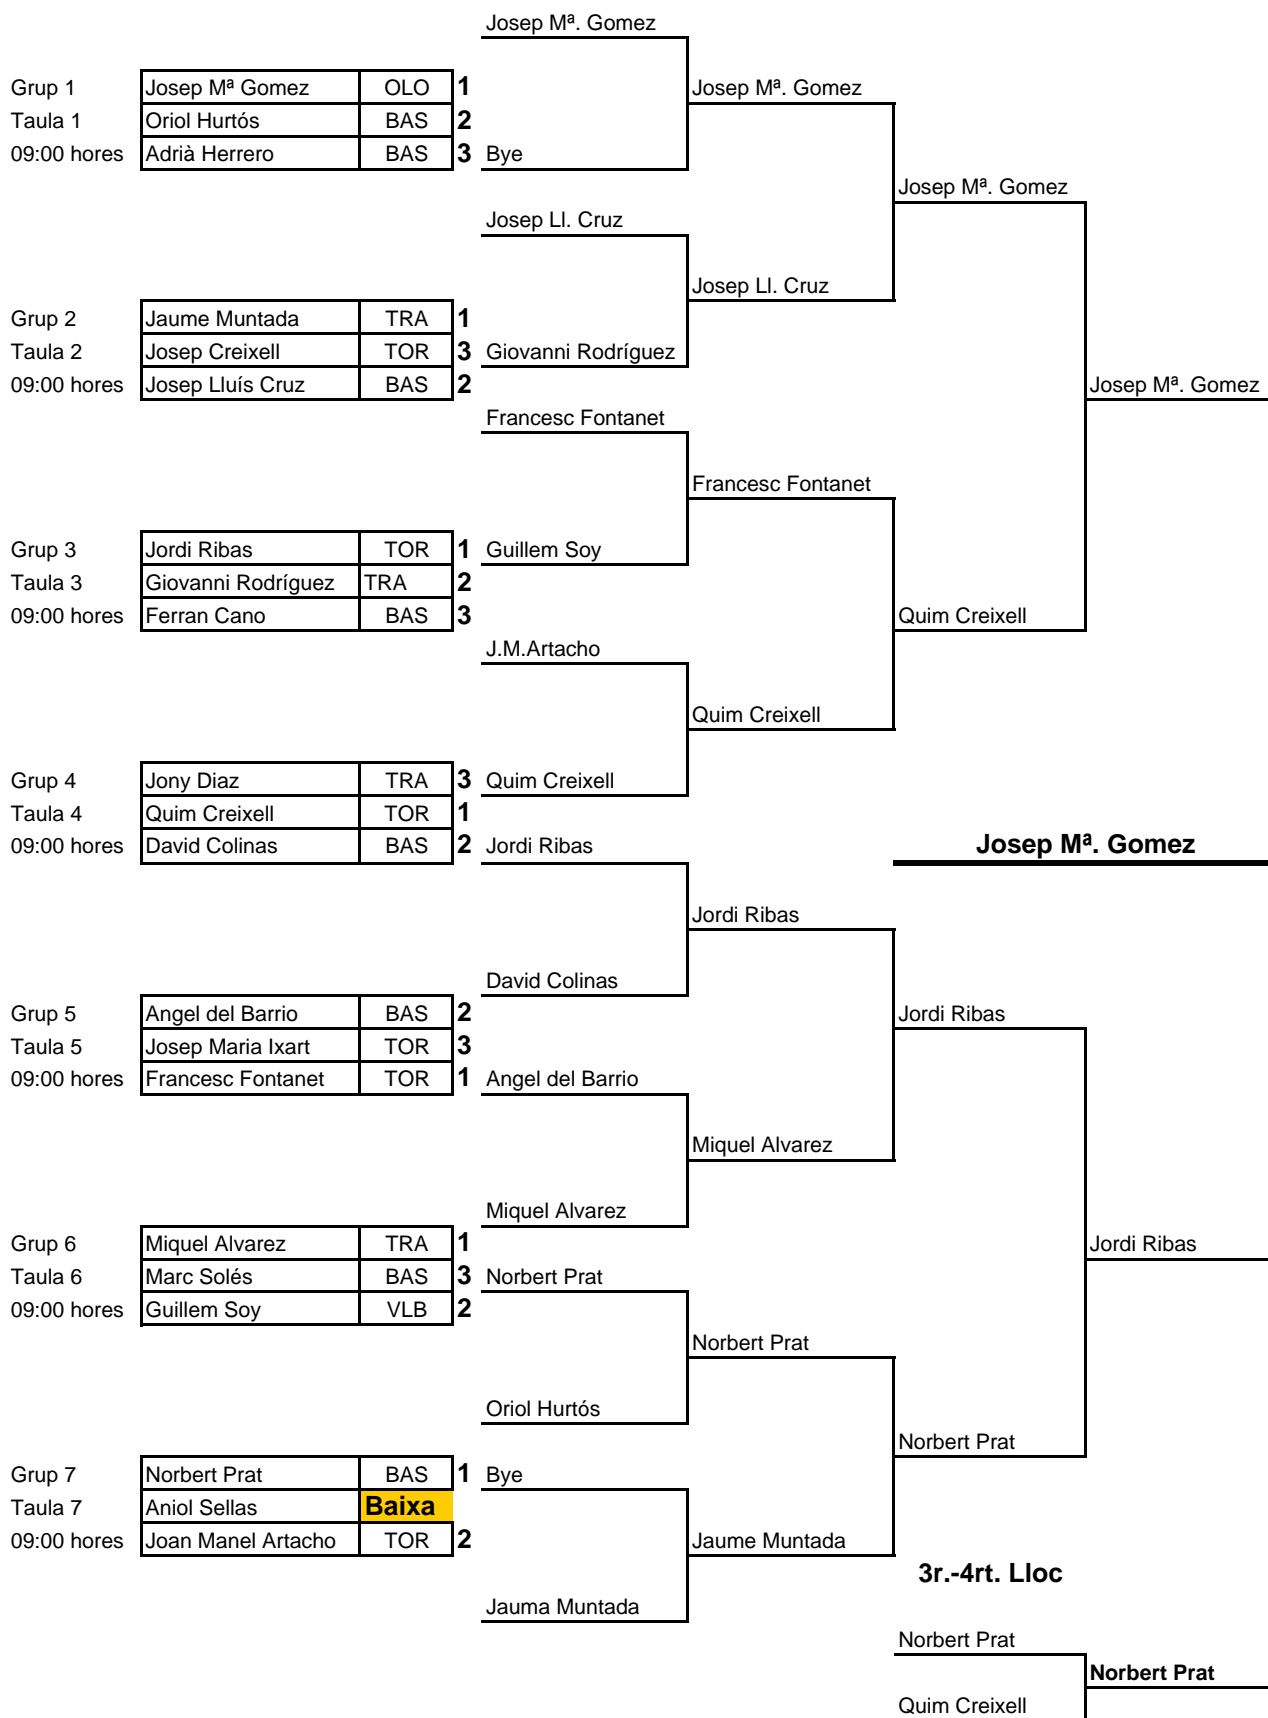 Josep Mª. Gomez
Grup 1 Josep Mª Gomez OLO 1 Josep Mª. Gomez
Taula 1 Oriol Hurtós BAS 2
09:00 hores Adrià Herrero BAS 3 Bye
Josep Mª. Gomez
Josep Ll. Cruz
Josep Ll. Cruz
Grup 2 Jaume Muntada TRA 1
Taula 2 Josep Creixell TOR 3 Giovanni Rodríguez
09:00 hores Josep Lluís Cruz BAS 2 Josep Mª. Gomez
Francesc Fontanet
Francesc Fontanet
Grup 3 Jordi Ribas TOR 1 Guillem Soy
Taula 3 Giovanni Rodríguez TRA 2
09:00 hores Ferran Cano BAS 3 Quim Creixell
J.M.Artacho
Quim Creixell
Grup 4 Jony Diaz TRA 3 Quim Creixell
Taula 4 Quim Creixell TOR 1
09:00 hores David Colinas BAS 2 Jordi Ribas Josep Mª. Gomez
Jordi Ribas
David Colinas
Grup 5 Angel del Barrio BAS 2 Jordi Ribas
Taula 5 Josep Maria Ixart TOR 3
09:00 hores Francesc Fontanet TOR 1 Angel del Barrio
Miquel Alvarez
Miquel Alvarez
Grup 6 Miquel Alvarez TRA 1 Jordi Ribas
Taula 6 Marc Solés BAS 3 Norbert Prat
09:00 hores Guillem Soy VLB 2
Norbert Prat
Oriol Hurtós
Norbert Prat
Grup 7 Norbert Prat BAS 1 Bye
Taula 7 Aniol Sellas Baixa
09:00 hores Joan Manel Artacho TOR 2 Jaume Muntada
3r.-4rt. Lloc
Jauma Muntada
Norbert Prat
Norbert Prat
Quim Creixell